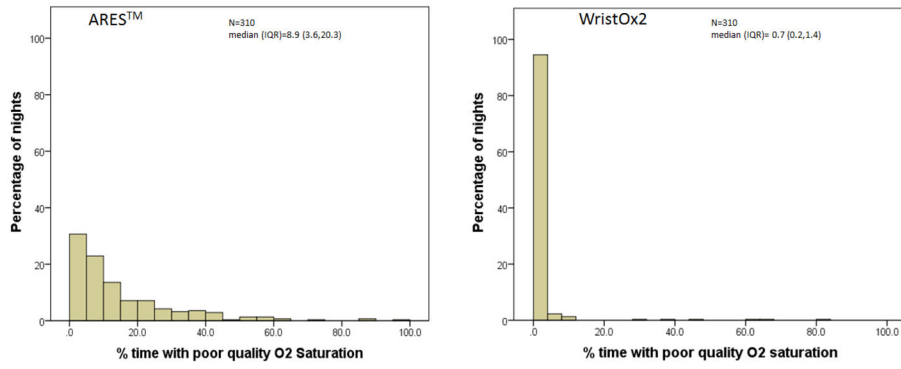 ARES™
N=310
median (IQR)=8.9 (3.6,20.3)
100
80
60
40
20
0
Percentage of nights
.0 20.0 40.0 60.0 80.0 100.0
% time with poor quality O2 Saturation
WristOx2
N=310
median (IQR)= 0.7 (0.2,1.4)
100
80
60
40
20
0
Percentage of nights
.0 20.0 40.0 60.0 80.0 100.0
% time with poor quality O2 saturation